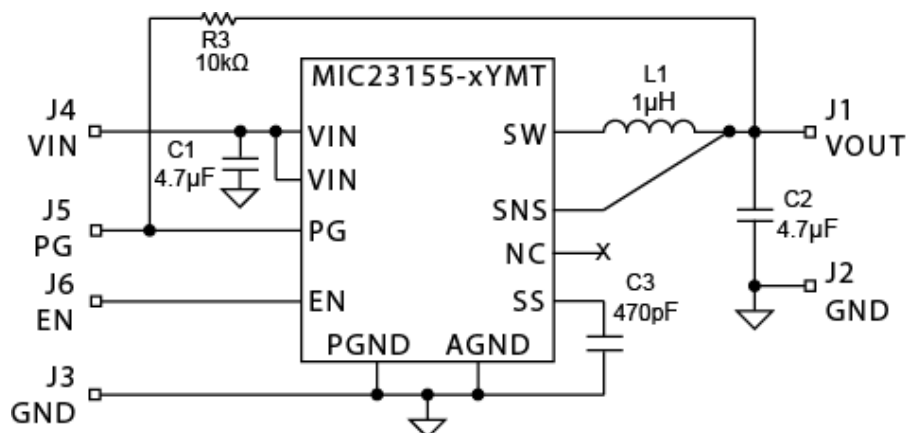 R3
10kΩ
MIC23155-xYMT
L1
1µH
J4
VIN
C1
4.7µF
VIN
VIN
SW
J1
VOUT
J5
PG
PG
SNS
NC
C2
4.7µF
J6
EN
EN
SS
C3
470pF
J2
GND
PGND
AGND
J3
GND